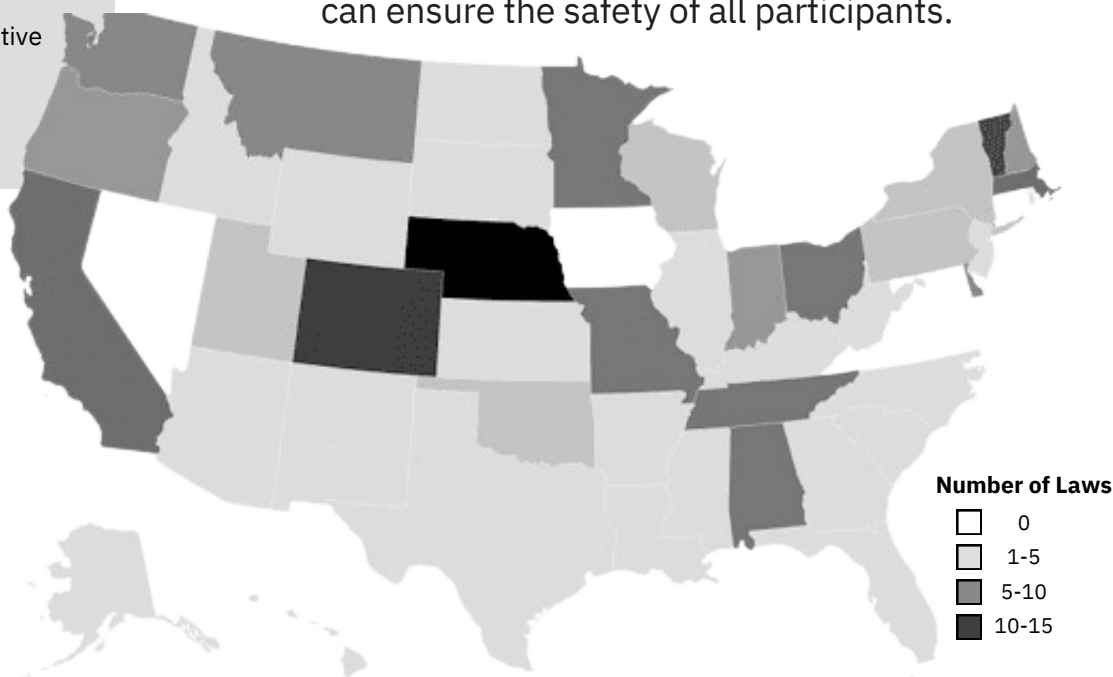 can ensure the safety of all participants.
tive
Number of Laws
0
1-5
5-10
10-15